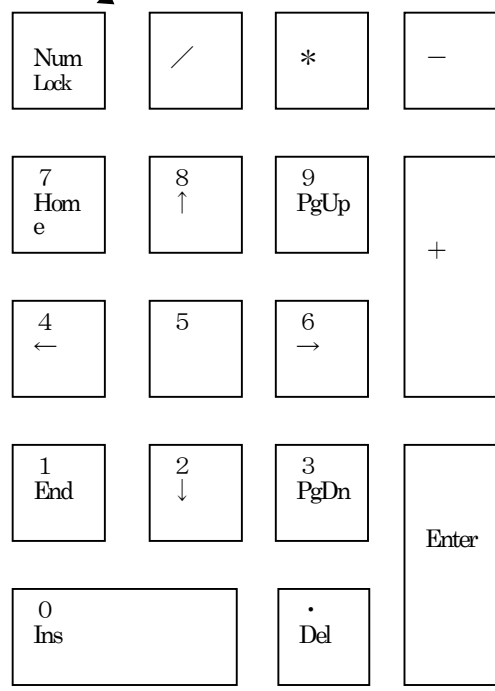 Num
Lock
／
＊
－
7
Hom
e
8
↑
9
PgUp
＋
4
←
5
6
→
1
End
2
↓
3
PgDn
Enter
0
Ins
・
Del